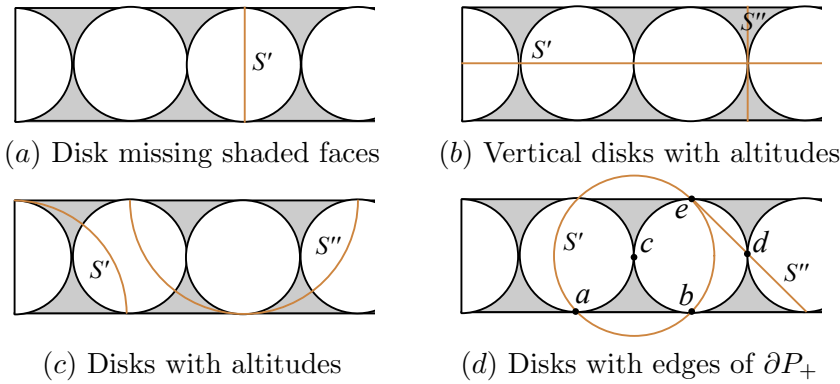 S′
(a) Disk missing shaded faces
S′ S″
(b) Vertical disks with altitudes
S′ S″
(c) Disks with altitudes
e
S′ c d
S″
a b
(d) Disks with edges of ∂P₊